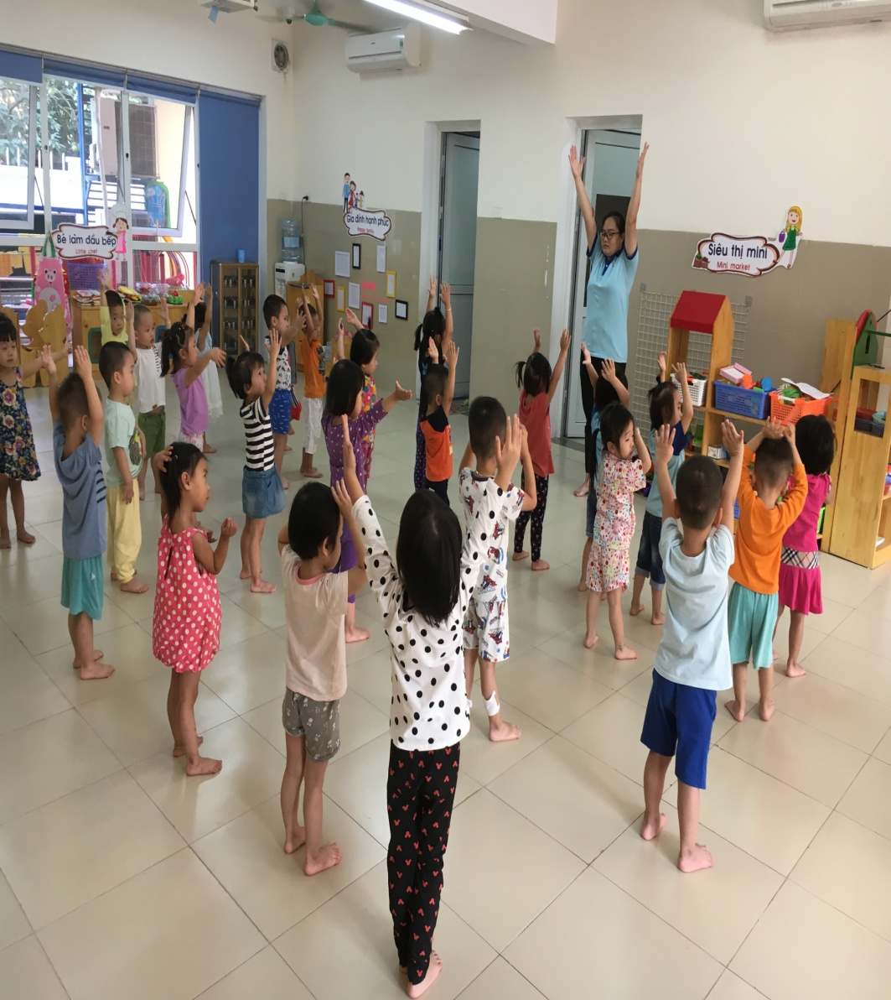 Bé làm đầu bếp
Little chef
Gia đình hạnh phúc
Happy family
Siêu thị mini
Mini market